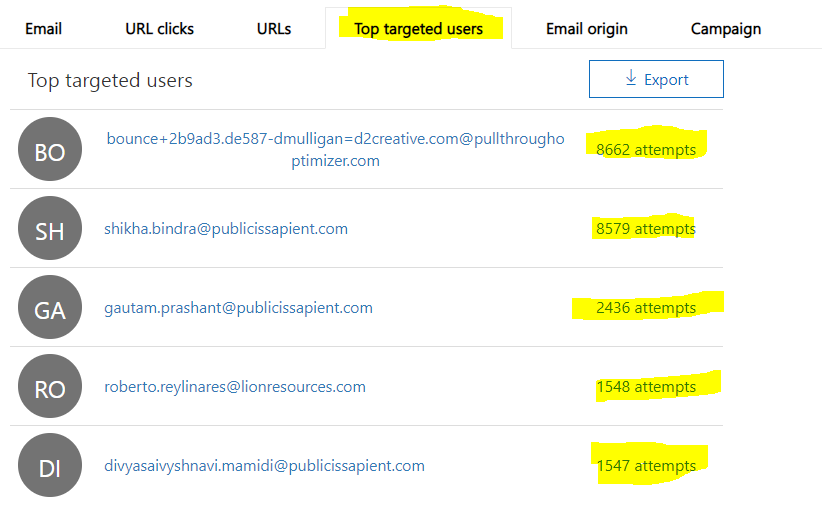 Email URL clicks URLs Top targeted users Email origin Campaign
Top targeted users Export
BO bounce+2b9ad3.de587-dmulligan=d2creative.com@pullthrougho
ptimizer.com 8662 attempts
SH shikha.bindra@publicissapient.com 8579 attempts
GA gautam.prashant@publicissapient.com 2436 attempts
RO roberto.reylinares@lionresources.com 1548 attempts
DI divyasaivyshnavi.mamidi@publicissapient.com 1547 attempts